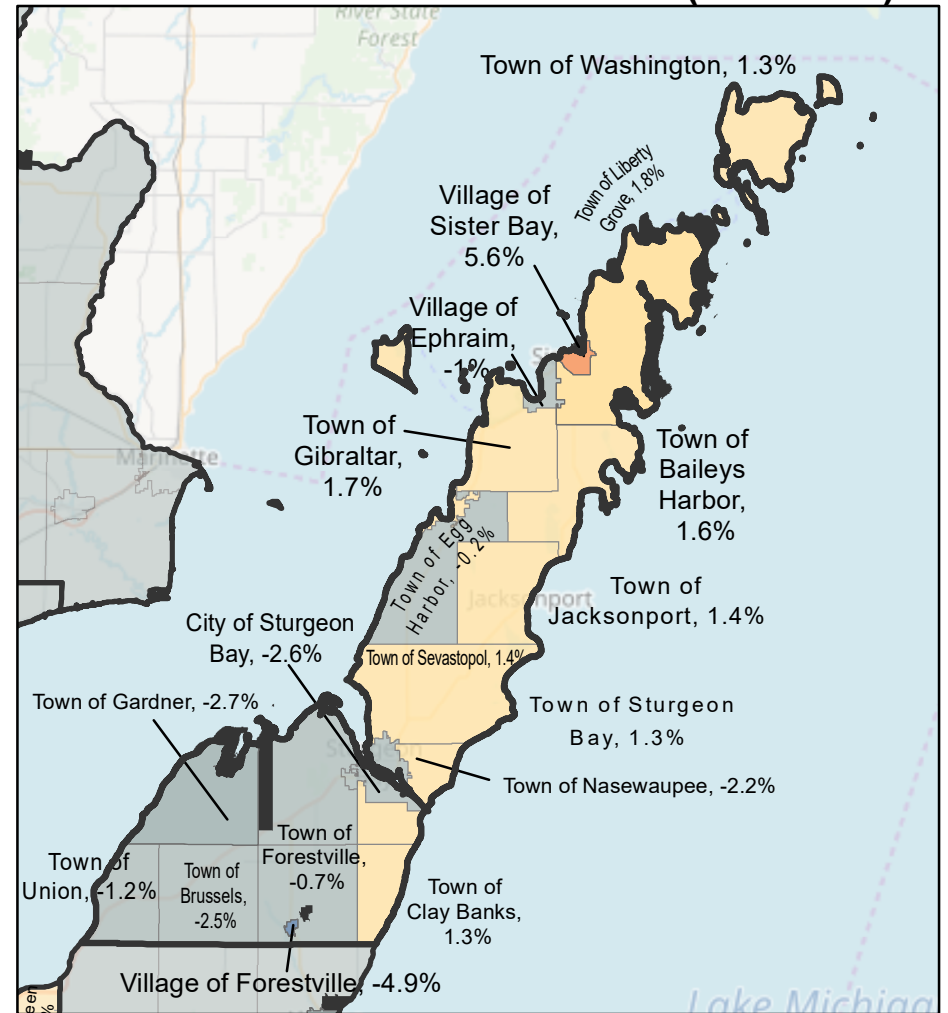 River State
Forest
Town of Washington, 1.3%
Town of Liberty
Grove, 1.8%
Village of
Sister Bay,
5.6%
Village of
Ephraim,
-1%
Town of
Gibraltar,
1.7%
Marinette
Town of
Baileys
Harbor,
1.6%
Town of Egg
Harbor, -0.2%
Jacksonport
Town of
Jacksonport, 1.4%
City of Sturgeon
Bay, -2.6%
Town of Sevastopol, 1.4%
Town of Gardner, -2.7%
Town of Sturgeon
Bay, 1.3%
Town of Nasewaupee, -2.2%
Town of
Forestville,
-0.7%
Town of
Union, -1.2%
Town of
Brussels,
-2.5%
Town of
Clay Banks,
1.3%
Village of Forestville, -4.9%
Lake